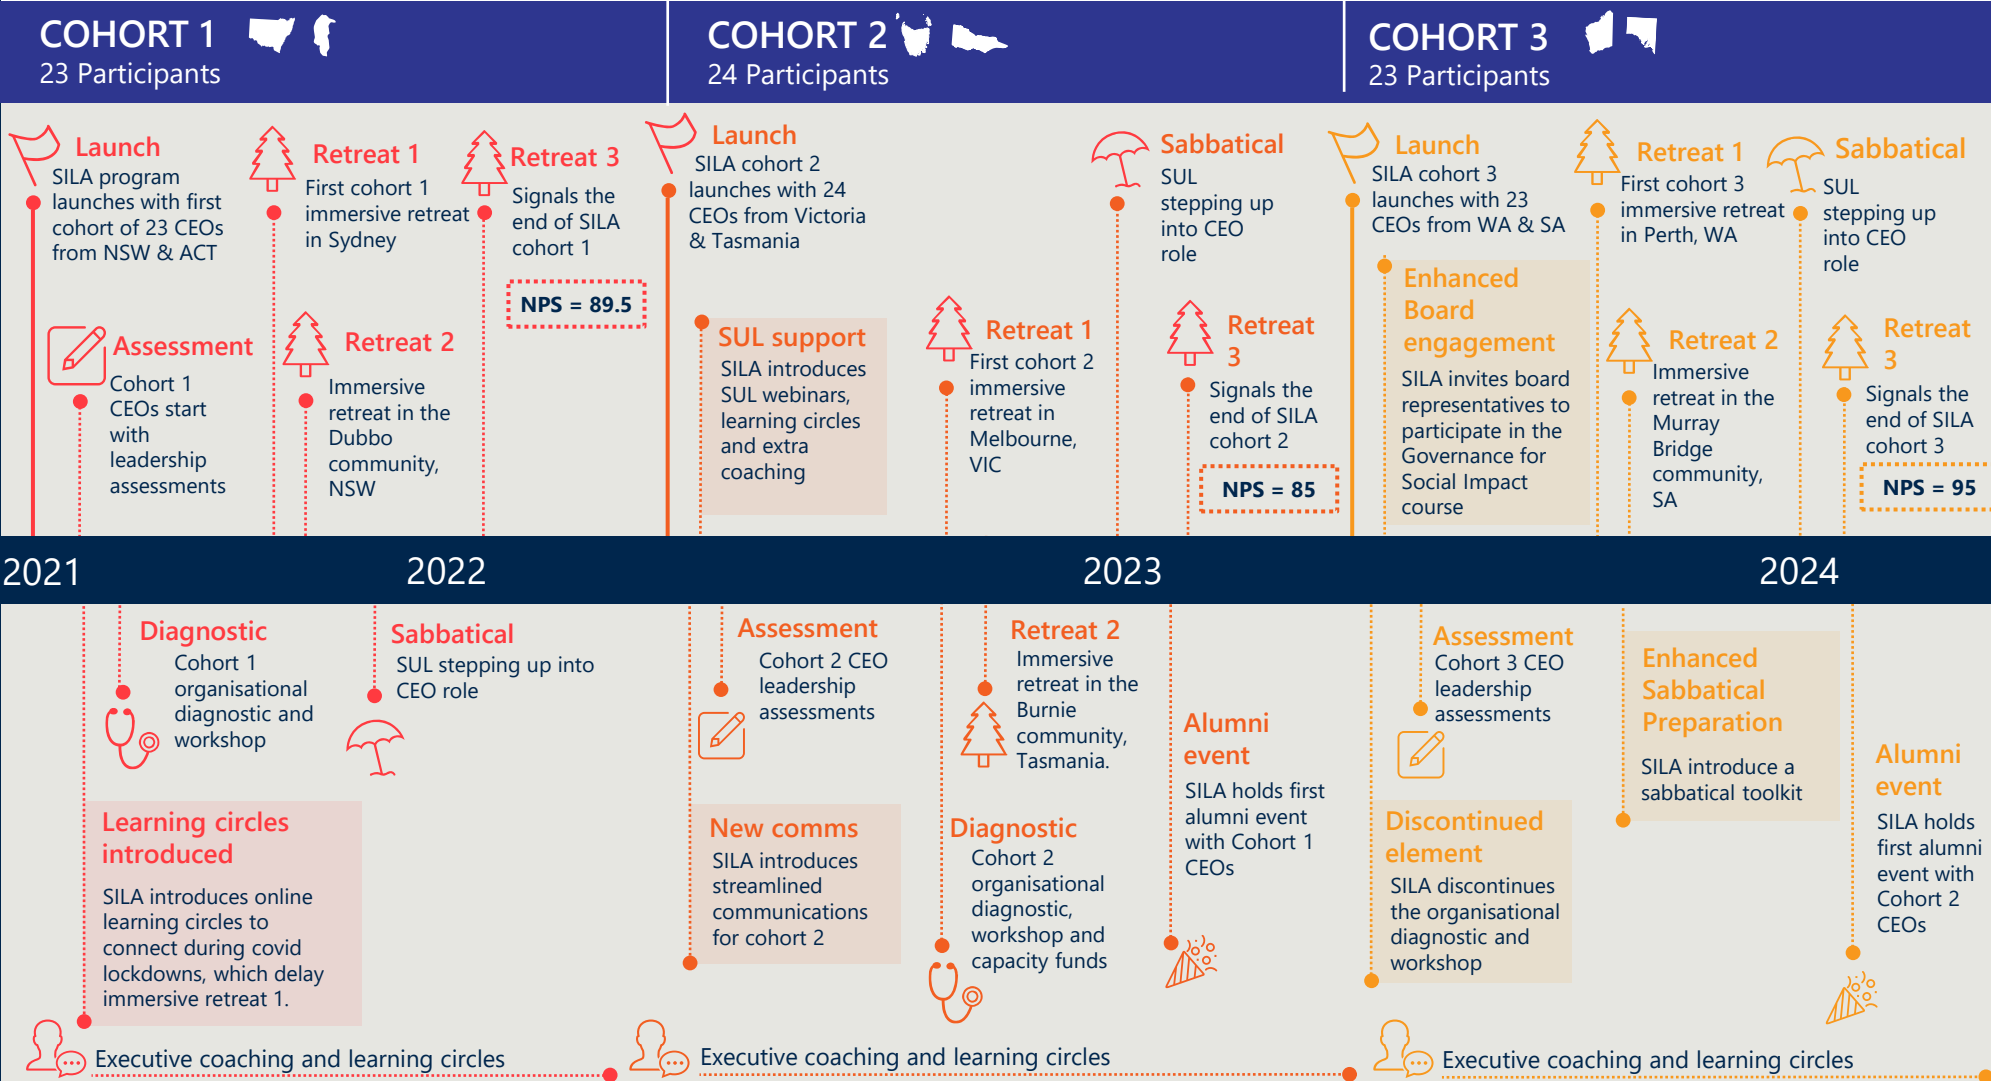 COHORT 1
23 Participants
COHORT 2
24 Participants
COHORT 3
23 Participants
Launch
SILA program
launches with first
cohort of 23 CEOs
from NSW & ACT
Assessment
Cohort 1
CEOs start
with
leadership
assessments
Retreat 1
First cohort 1
immersive retreat
in Sydney
Retreat 2
Immersive
retreat in the
Dubbo
community,
NSW
Retreat 3
Signals the
end of SILA
cohort 1
NPS = 89.5
Launch
SILA cohort 2
launches with 24
CEOs from Victoria
& Tasmania
SUL support
SILA introduces
SUL webinars,
learning circles
and extra
coaching
Retreat 1
First cohort 2
immersive
retreat in
Melbourne,
VIC
Sabbatical
SUL
stepping up
into CEO
role
Retreat
3
Signals the
end of SILA
cohort 2
NPS = 85
Launch
SILA cohort 3
launches with 23
CEOs from WA & SA
Enhanced
Board
engagement
SILA invites board
representatives to
participate in the
Governance for
Social Impact
course
Retreat 1
First cohort 3
immersive retreat
in Perth, WA
Retreat 2
Immersive
retreat in the
Murray
Bridge
community,
SA
Sabbatical
SUL
stepping up
into CEO
role
Retreat
3
Signals the
end of SILA
cohort 3
NPS = 95
2021
2022
2023
2024
Diagnostic
Cohort 1
organisational
diagnostic and
workshop
Sabbatical
SUL stepping up into
CEO role
Learning circles
introduced
SILA introduces online
learning circles to
connect during covid
lockdowns, which delay
immersive retreat 1.
Assessment
Cohort 2 CEO
leadership
assessments
New comms
SILA introduces
streamlined
communications
for cohort 2
Retreat 2
Immersive
retreat in the
Burnie
community,
Tasmania.
Diagnostic
Cohort 2
organisational
diagnostic,
workshop and
capacity funds
Alumni
event
SILA holds first
alumni event
with Cohort 1
CEOs
Assessment
Cohort 3 CEO
leadership
assessments
Discontinued
element
SILA discontinues
the organisational
diagnostic and
workshop
Enhanced
Sabbatical
Preparation
SILA introduce a
sabbatical toolkit
Alumni
event
SILA holds
first alumni
event with
Cohort 2
CEOs
Executive coaching and learning circles
Executive coaching and learning circles
Executive coaching and learning circles